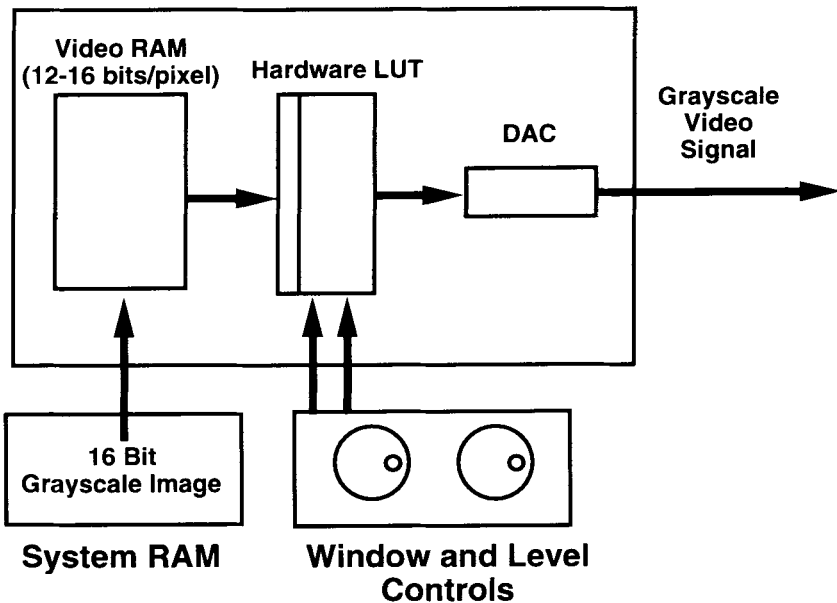 Video RAM
(12-16 bits/pixel)
Hardware LUT
DAC
Grayscale
Video
Signal
16 Bit
Grayscale Image
System RAM
Window and Level
Controls